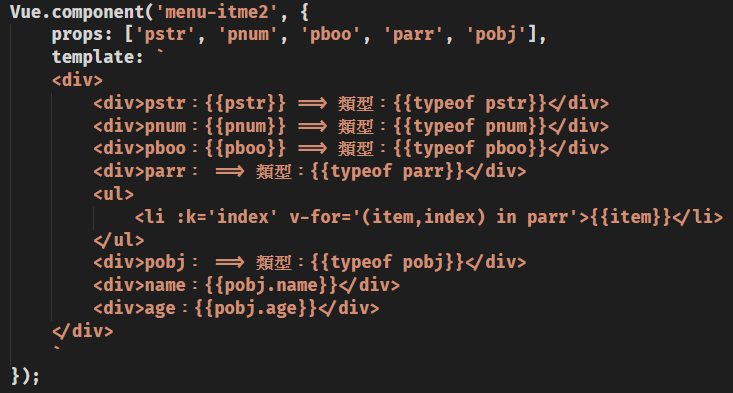 Vue.component('menu-itme2', {
props: ['pstr', 'pnum', 'pboo', 'parr', 'pobj'],
template: `
<div>
<div>pstr：{{pstr}} ==> 類型：{{typeof pstr}}</div>
<div>pnum：{{pnum}} ==> 類型：{{typeof pnum}}</div>
<div>pboo：{{pboo}} ==> 類型：{{typeof pboo}}</div>
<div>parr： ==> 類型：{{typeof parr}}</div>
<ul>
<li :k='index' v-for='(item,index) in parr'>{{item}}</li>
</ul>
<div>pobj： ==> 類型：{{typeof pobj}}</div>
<div>name：{{pobj.name}}</div>
<div>age：{{pobj.age}}</div>
</div>
`
});